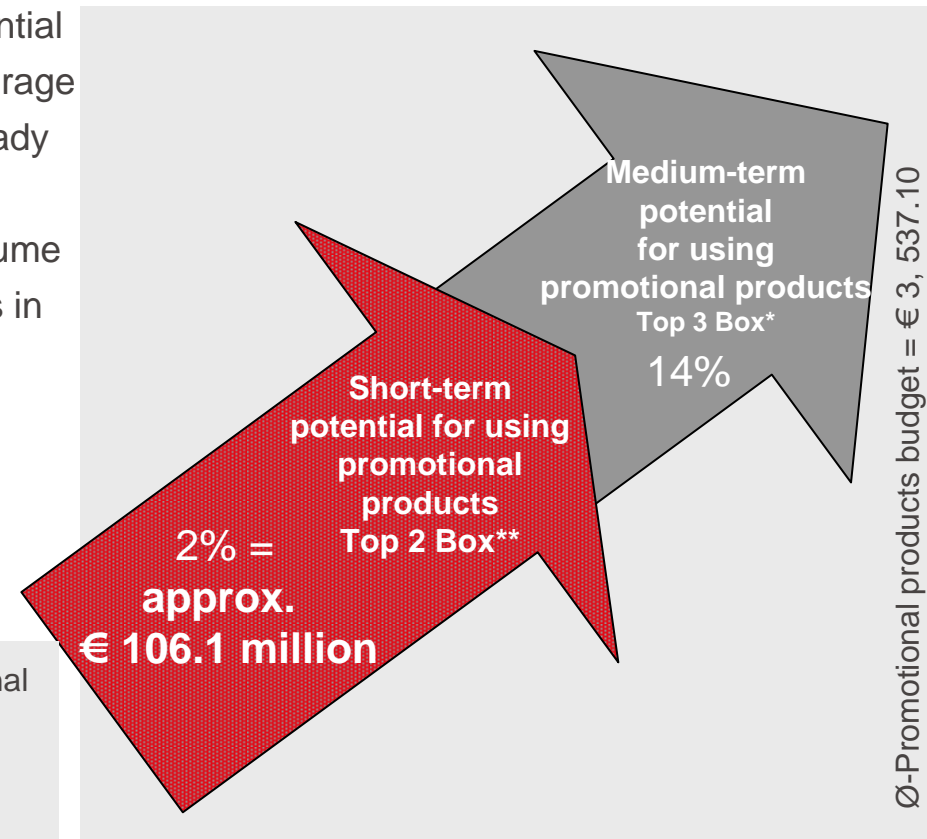 ntial
rage
ady
ume
s in
nal
Medium-term
potential
for using
promotional products
Top 3 Box*
14%
Short-term
potential for using
promotional
products
Top 2 Box**
2% =
approx.
€ 106.1 million
Ø-Promotional products budget = € 3, 537.10